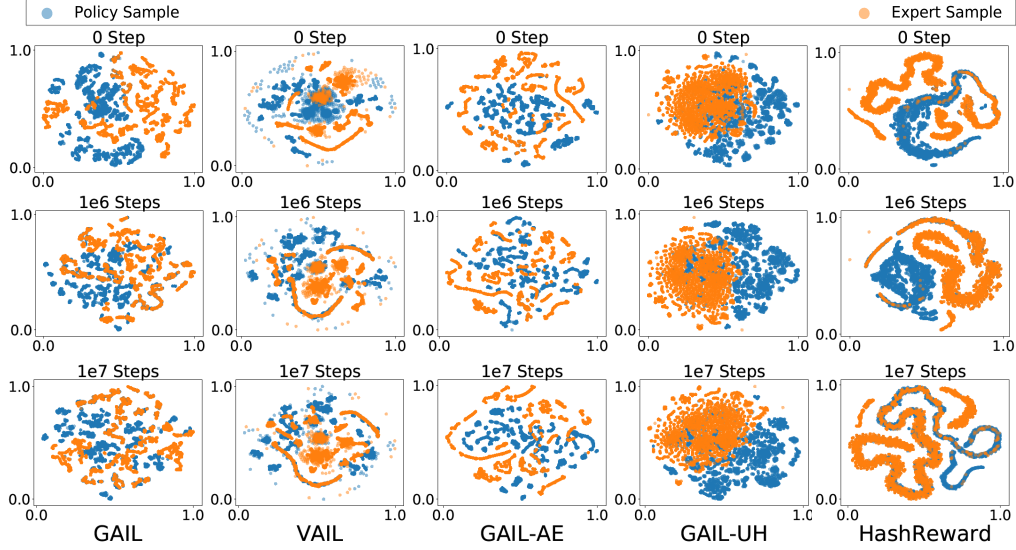 Policy Sample Expert Sample
0 Step 0 Step 0 Step 0 Step 0 Step
1.0 1.0 1.0 1.0 1.0
0.0 0.0 0.0 0.0 0.0
0.0 1.0 0.0 1.0 0.0 1.0 0.0 1.0 0.0 1.0
1e6 Steps 1e6 Steps 1e6 Steps 1e6 Steps 1e6 Steps
1.0 1.0 1.0 1.0 1.0
0.0 0.0 0.0 0.0 0.0
0.0 1.0 0.0 1.0 0.0 1.0 0.0 1.0 0.0 1.0
1e7 Steps 1e7 Steps 1e7 Steps 1e7 Steps 1e7 Steps
1.0 1.0 1.0 1.0 1.0
0.0 0.0 0.0 0.0 0.0
0.0 1.0 0.0 1.0 0.0 1.0 0.0 1.0 0.0 1.0
GAIL VAIL GAIL-AE GAIL-UH HashReward